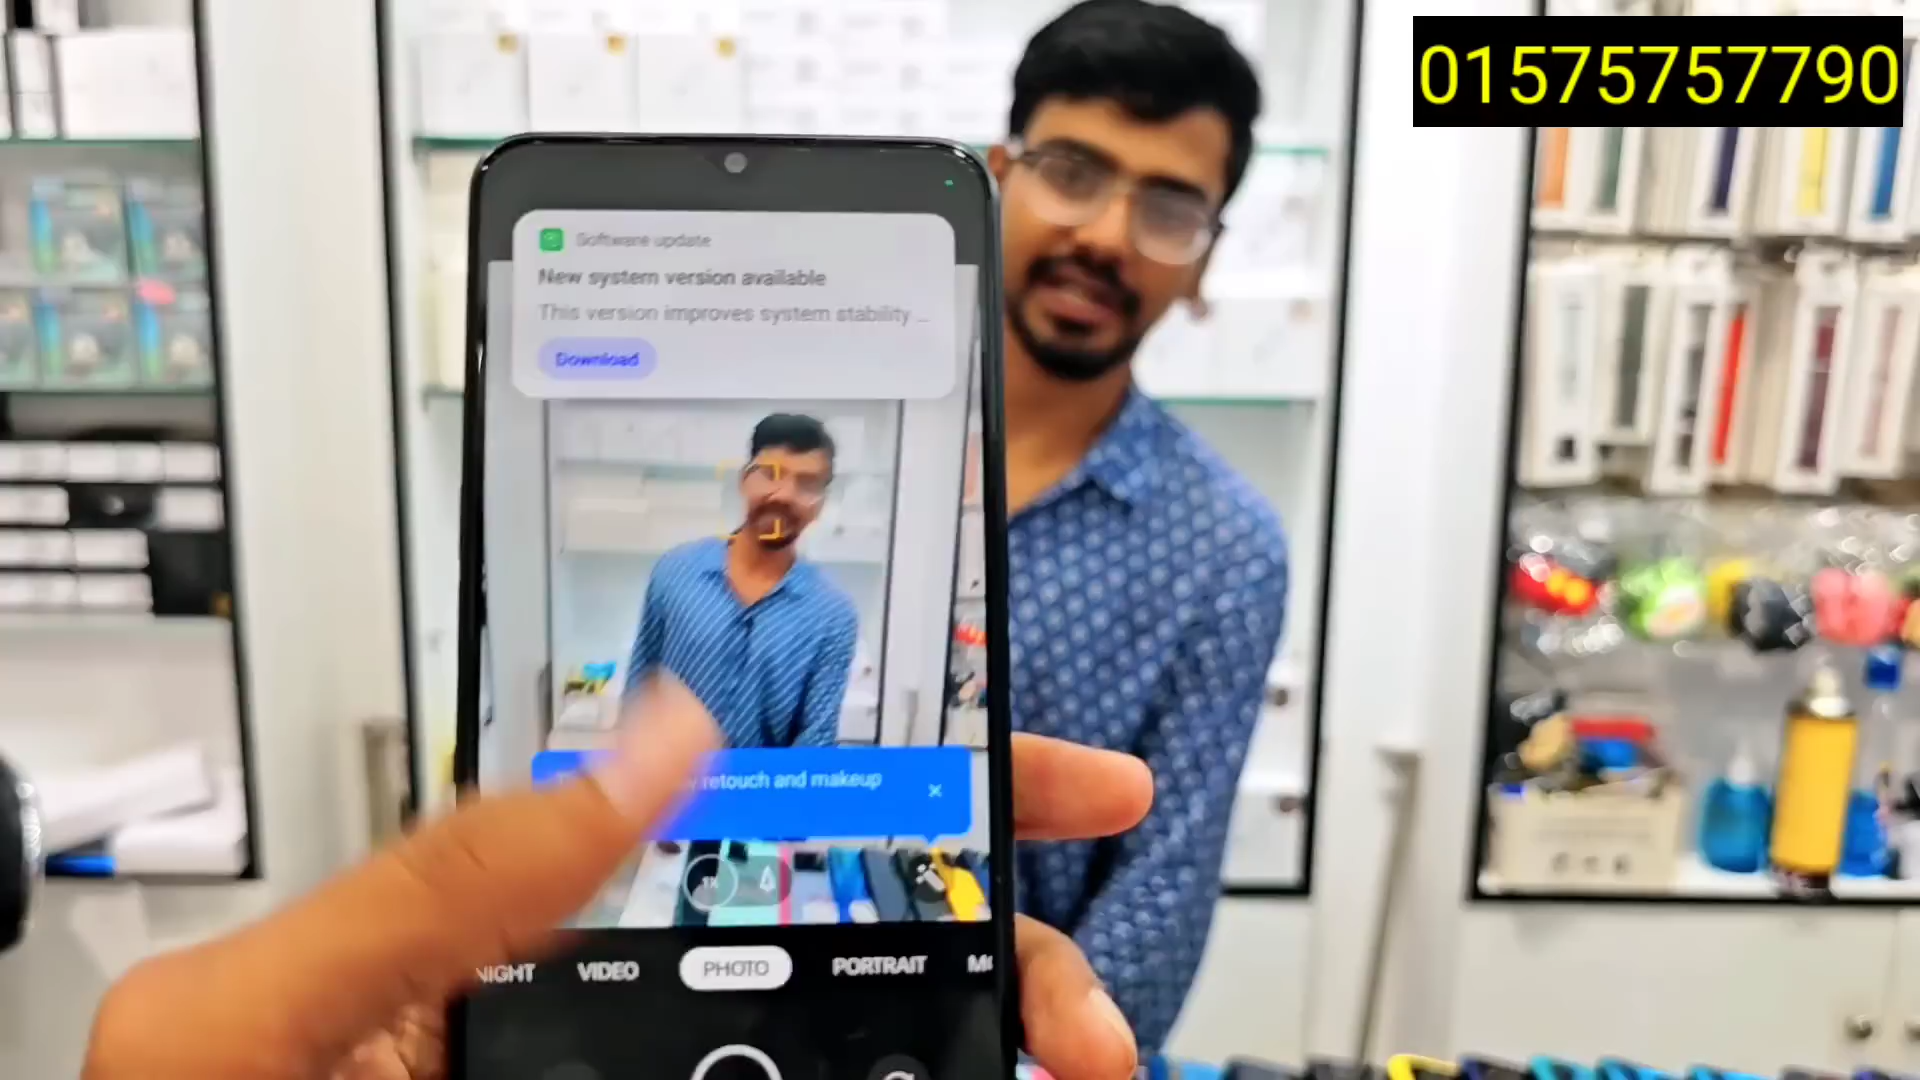 01575757790
Software update
New system version available
This version improves system stability ...
Download
retouch and makeup
×
1X
NIGHT VIDEO PHOTO PORTRAIT